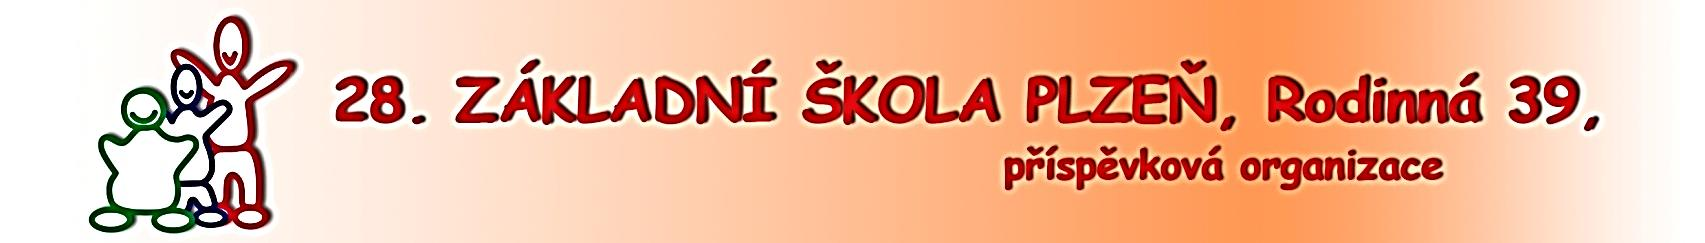 28. ZÁKLADNÍ ŠKOLA PLZEŇ, Rodinná 39,
příspěvková organizace